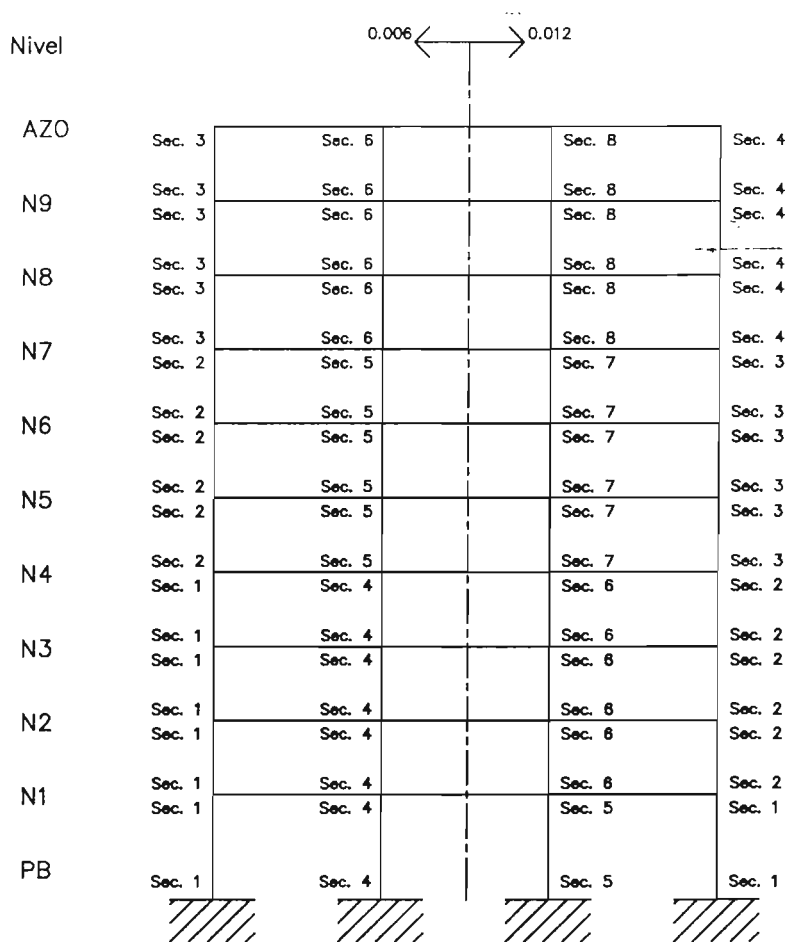 0.006 0.012
Nivel
AZO
Sec. 3 Sec. 6 Sec. 8 Sec. 4
Sec. 3 Sec. 6 Sec. 8 Sec. 4
N9
Sec. 3 Sec. 6 Sec. 8 Sec. 4
Sec. 3 Sec. 6 Sec. 8 Sec. 4
N8
Sec. 3 Sec. 6 Sec. 8 Sec. 4
Sec. 3 Sec. 6 Sec. 8 Sec. 4
N7
Sec. 2 Sec. 5 Sec. 7 Sec. 3
Sec. 2 Sec. 5 Sec. 7 Sec. 3
N6
Sec. 2 Sec. 5 Sec. 7 Sec. 3
Sec. 2 Sec. 5 Sec. 7 Sec. 3
N5
Sec. 2 Sec. 5 Sec. 7 Sec. 3
Sec. 2 Sec. 5 Sec. 7 Sec. 3
N4
Sec. 1 Sec. 4 Sec. 6 Sec. 2
Sec. 1 Sec. 4 Sec. 6 Sec. 2
N3
Sec. 1 Sec. 4 Sec. 6 Sec. 2
Sec. 1 Sec. 4 Sec. 6 Sec. 2
N2
Sec. 1 Sec. 4 Sec. 6 Sec. 2
Sec. 1 Sec. 4 Sec. 6 Sec. 2
N1
Sec. 1 Sec. 4 Sec. 5 Sec. 1
PB
Sec. 1 Sec. 4 Sec. 5 Sec. 1